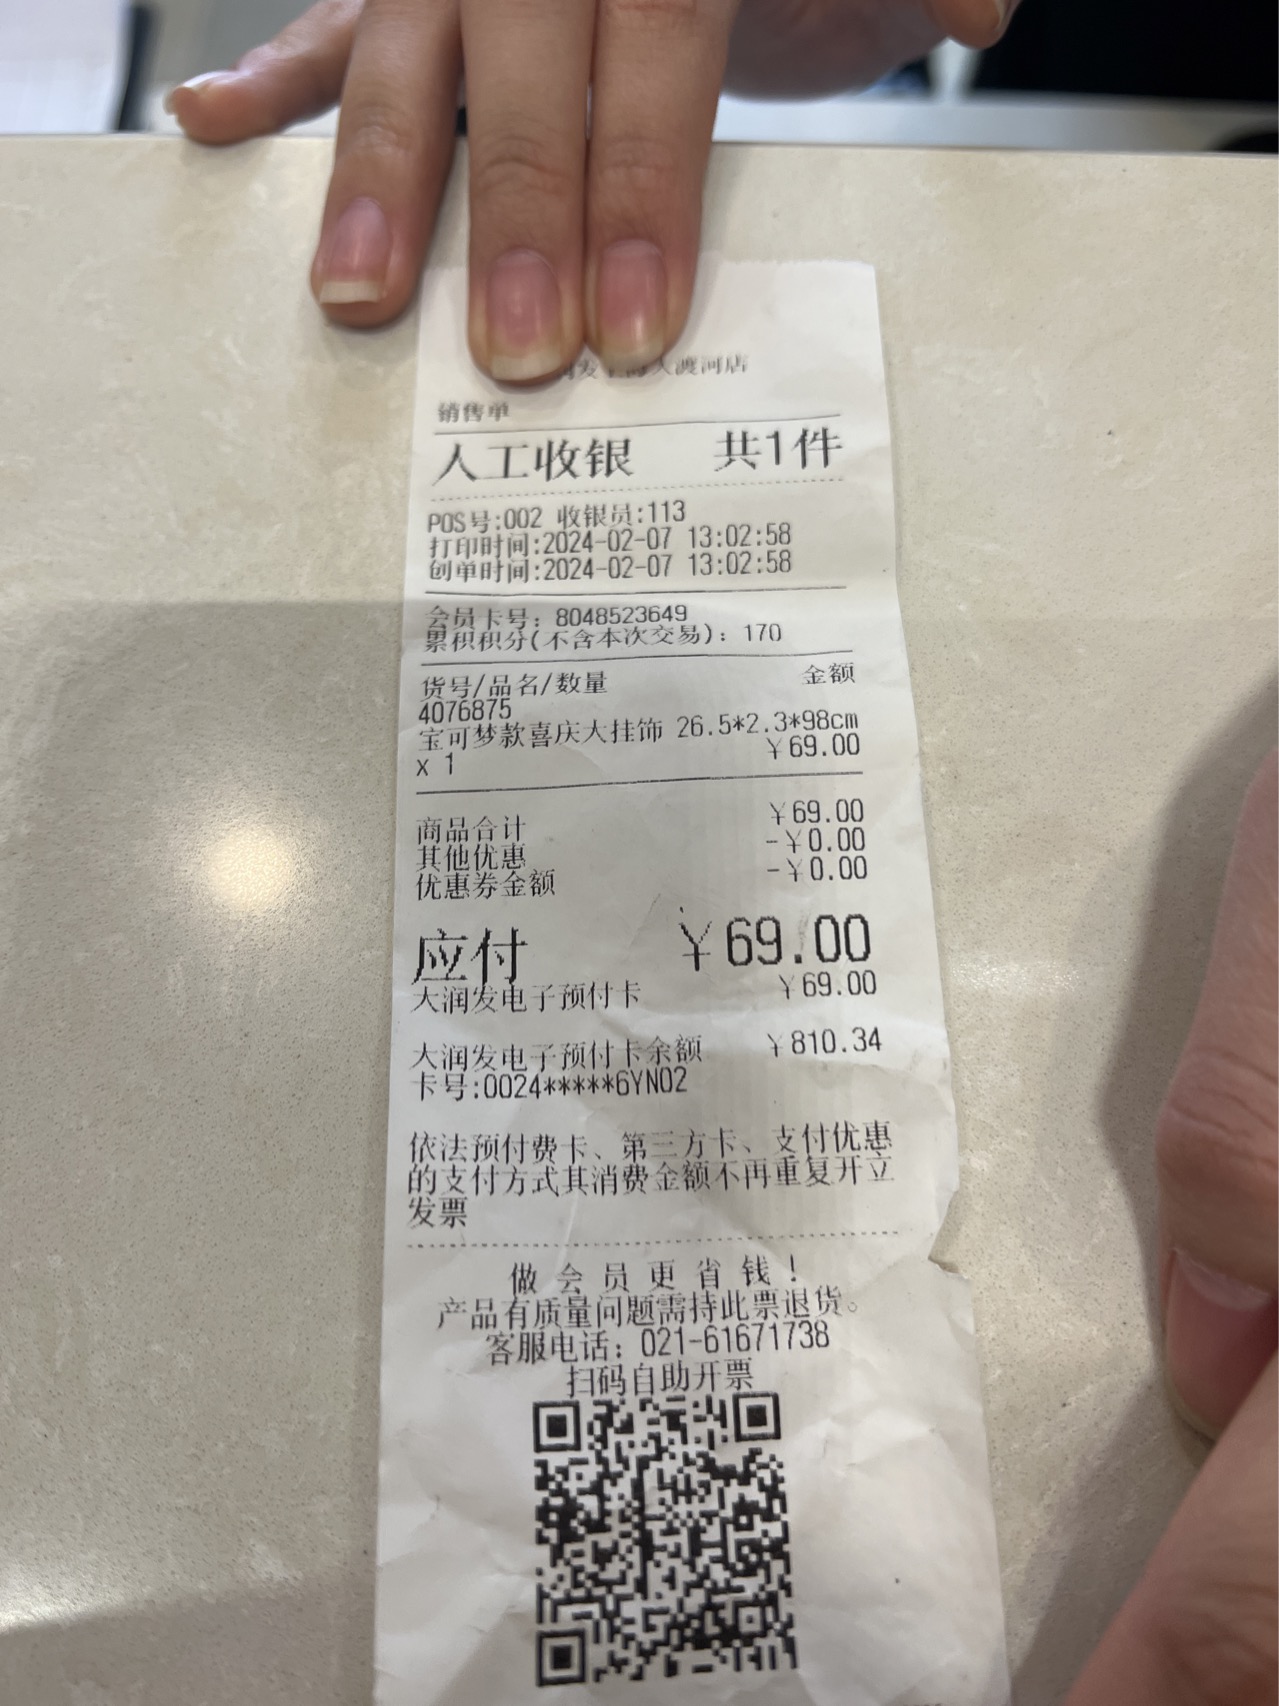 渡河店
销售单
人工收银 共1件
POS号:002 收银员:113
打印时间:2024-02-07 13:02:58
创单时间:2024-02-07 13:02:58
会员卡号: 8048523649
累积积分(不含本次交易): 170
货号/品名/数量 金额
4076875
宝可梦款喜庆大挂饰 26.5*2.3*98cm
x 1 ￥69.00
商品合计 ￥69.00
其他优惠 -￥0.00
优惠券金额 -￥0.00
应付 ￥69.00
大润发电子预付卡 ￥69.00
大润发电子预付卡余额 ￥810.34
卡号:0024*****6YN02
依法预付费卡、第三方卡、支付优惠
的支付方式其消费金额不再重复开立
发票
做会员更省钱!
产品有质量问题需持此票退货。
客服电话: 021-61671738
扫码自助开票